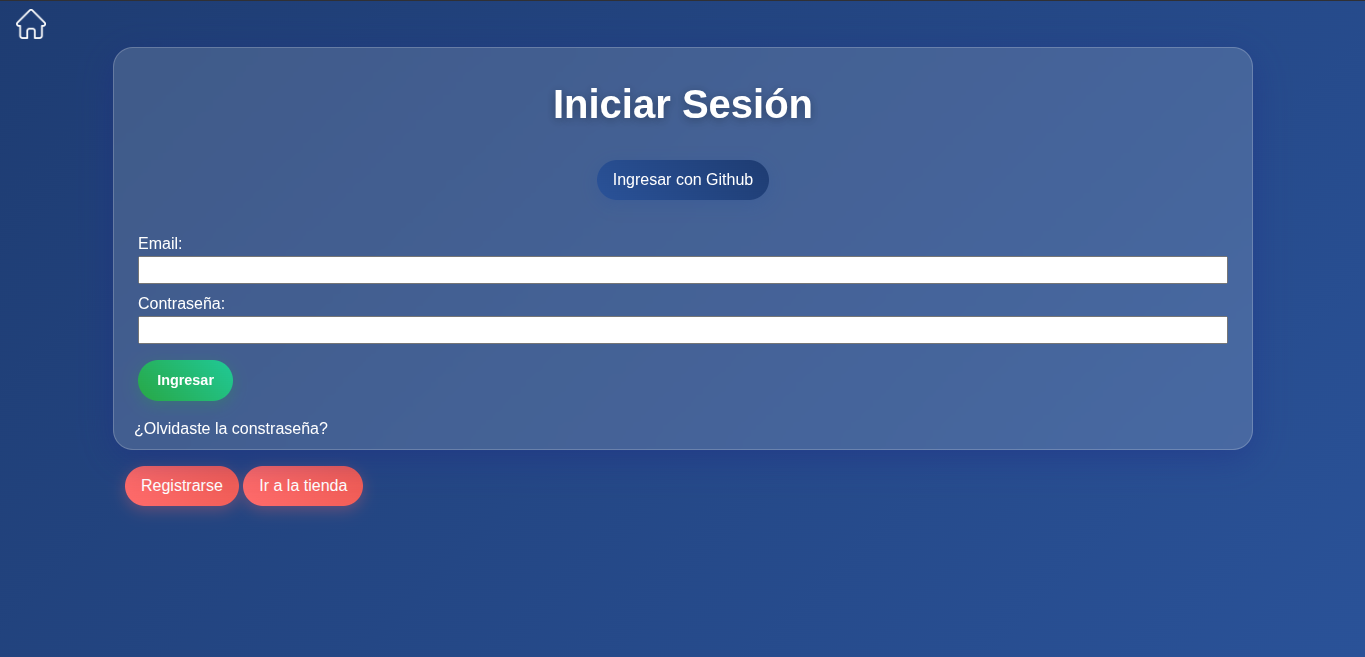 Iniciar Sesión
Ingresar con Github
Email:
Contraseña:
Ingresar
¿Olvidaste la constraseña?
Registrarse Ir a la tienda